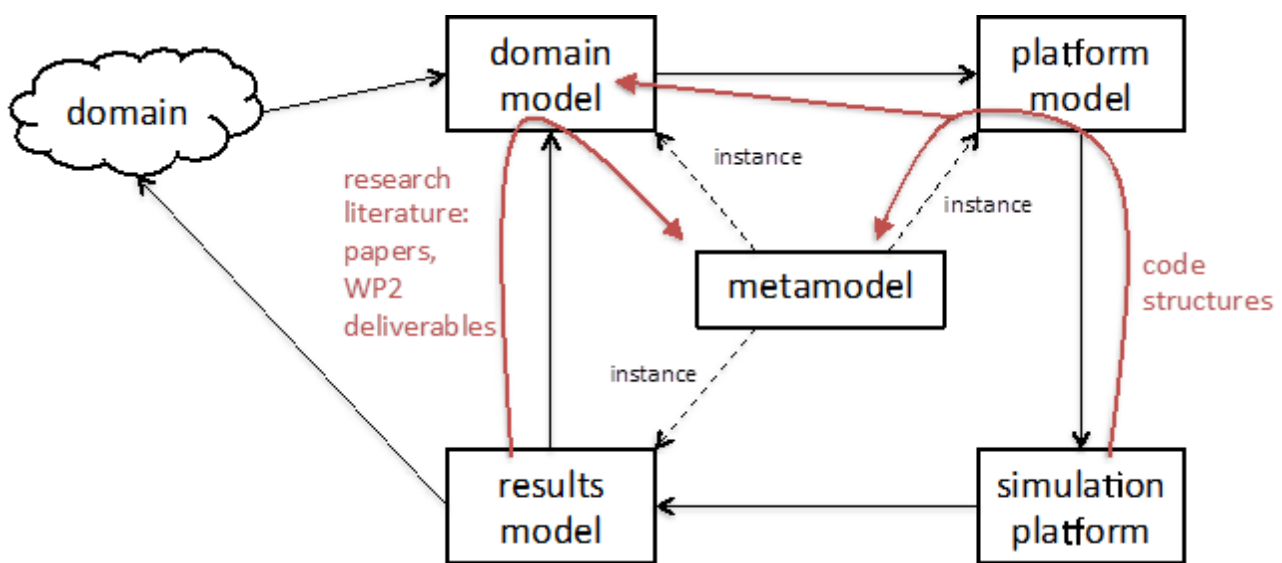 domain
domain
model
platform
model
instance
instance
research
literature:
papers,
WP2
deliverables
metamodel
code
structures
instance
results
model
simulation
platform